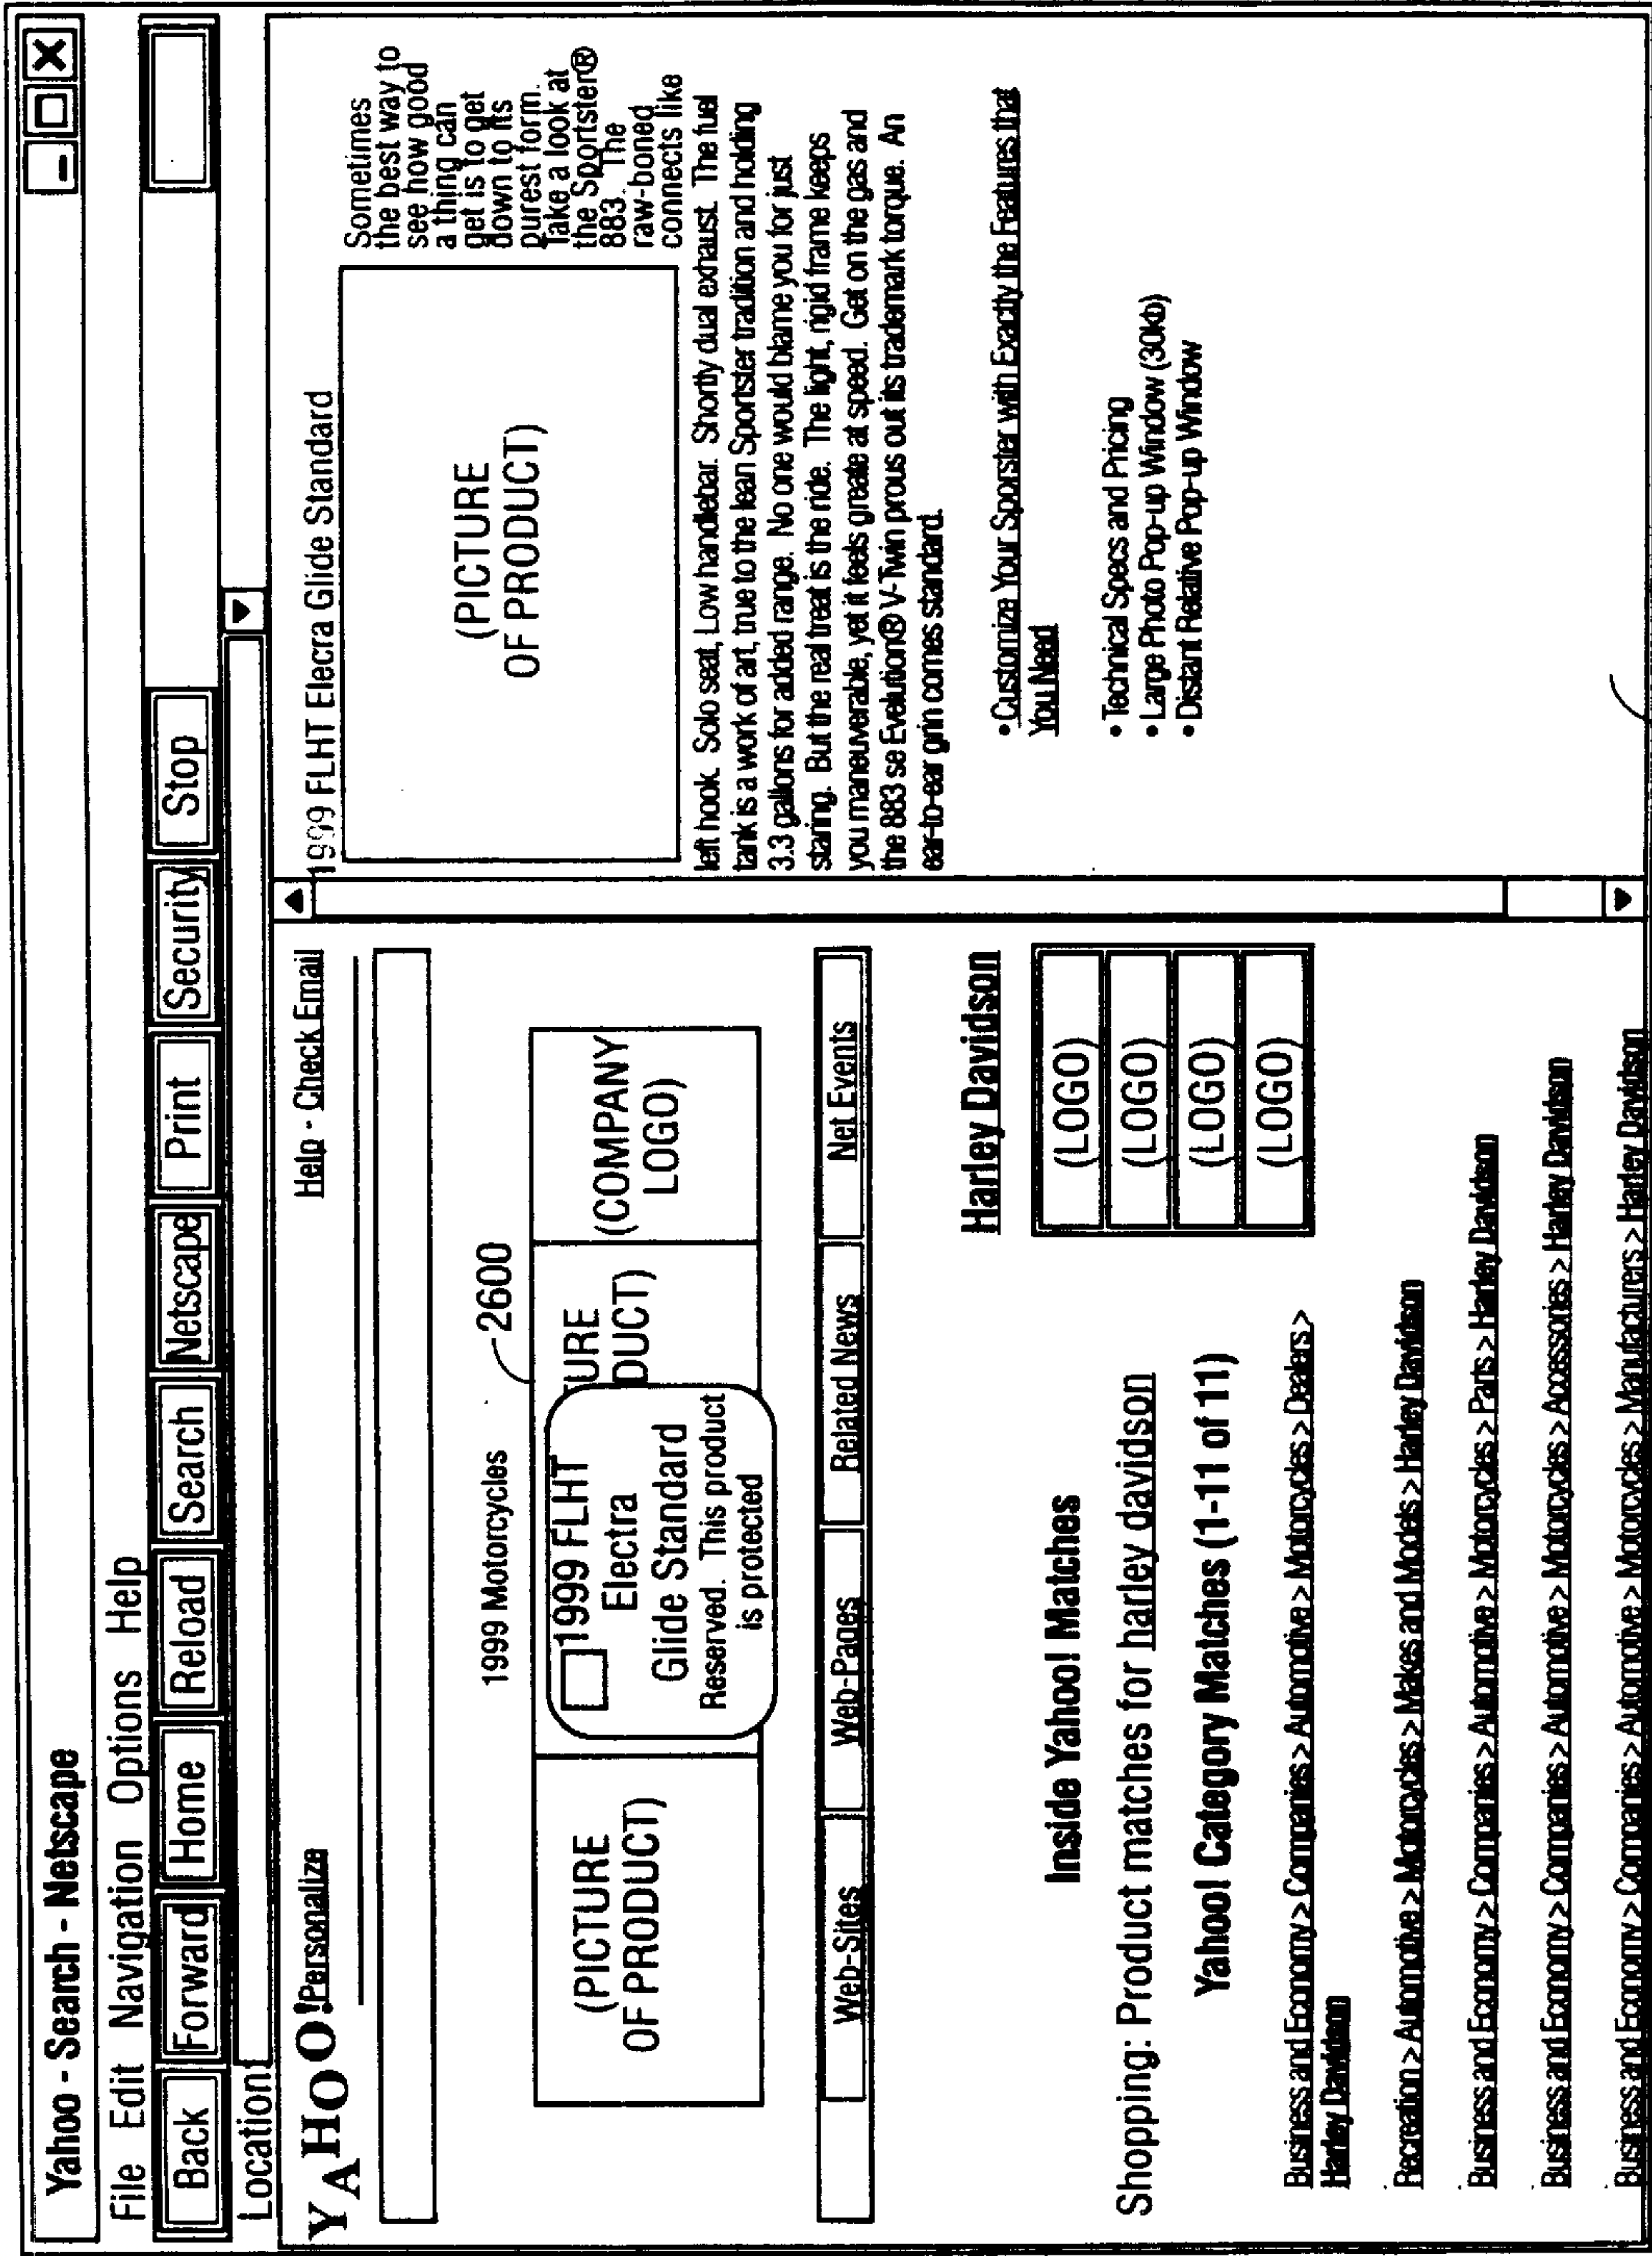 Yahoo - Search - Netscape
File Edit Navigation Options Help
Back Forward Home Reload Search Netscape Print Security Stop
Location
YAHOO! Personalize
Help - Check Email
1999 Motorcycles
2600
(PICTURE
OF PRODUCT)
1999 FLHT
Electra
Glide Standard
Reserved. This product
is protected
TURE
DUCT)
(COMPANY
LOGO)
Web-Sites Web-Pages Related News Net Events
Harley Davidson
Inside Yahoo! Matches
(LOGO)
(LOGO)
(LOGO)
(LOGO)
Shopping: Product matches for harley davidson
Yahoo! Category Matches (1-11 of 11)
Business and Economy > Companies > Automotive > Motorcycles > Dealers >
Harley Davidson
Recreation > Automotive > Motorcycles > Makes and Models > Harley Davidson
Business and Economy > Companies > Automotive > Motorcycles > Parts > Harley Davidson
Business and Economy > Companies > Automotive > Motorcycles > Accessories > Harley Davidson
Business and Economy > Companies > Automotive > Motorcycles > Manufacturers > Harley Davidson
1999 FLHT Elecra Glide Standard
(PICTURE
OF PRODUCT)
Sometimes
the best way to
see how good
a thing can
get is to get
down to its
purest form.
Take a look at
the Sportster®
883. The
raw-boned
connects like
left hook. Solo seat, Low handlebar. Shortly dual exhaust. The fuel
tank is a work of art, true to the lean Sportster tradition and holding
3.3 gallons for added range. No one would blame you for just
staring. But the real treat is the ride. The light, rigid frame keeps
you maneuverable, yet it feels greate at speed. Get on the gas and
the 883 se Evelution® V-Twin prous out its trademark torque. An
ear-to-ear grin comes standard.
• Customize Your Sporster with Exactly the Features that
You Need
• Technical Specs and Pricing
• Large Photo Pop-up Window (30kb)
• Distant Relative Pop-up Window